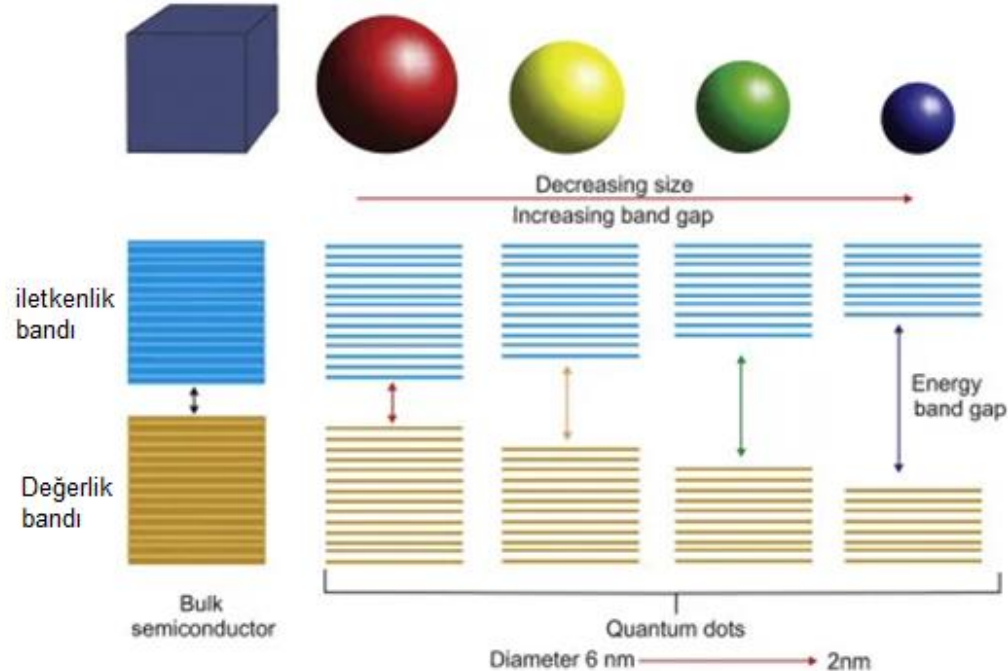 Decreasing size
Increasing band gap
iletkenlik
bandı
Energy
band gap
Değerlik
bandı
Bulk
semiconductor
Quantum dots
Diameter 6 nm 2nm